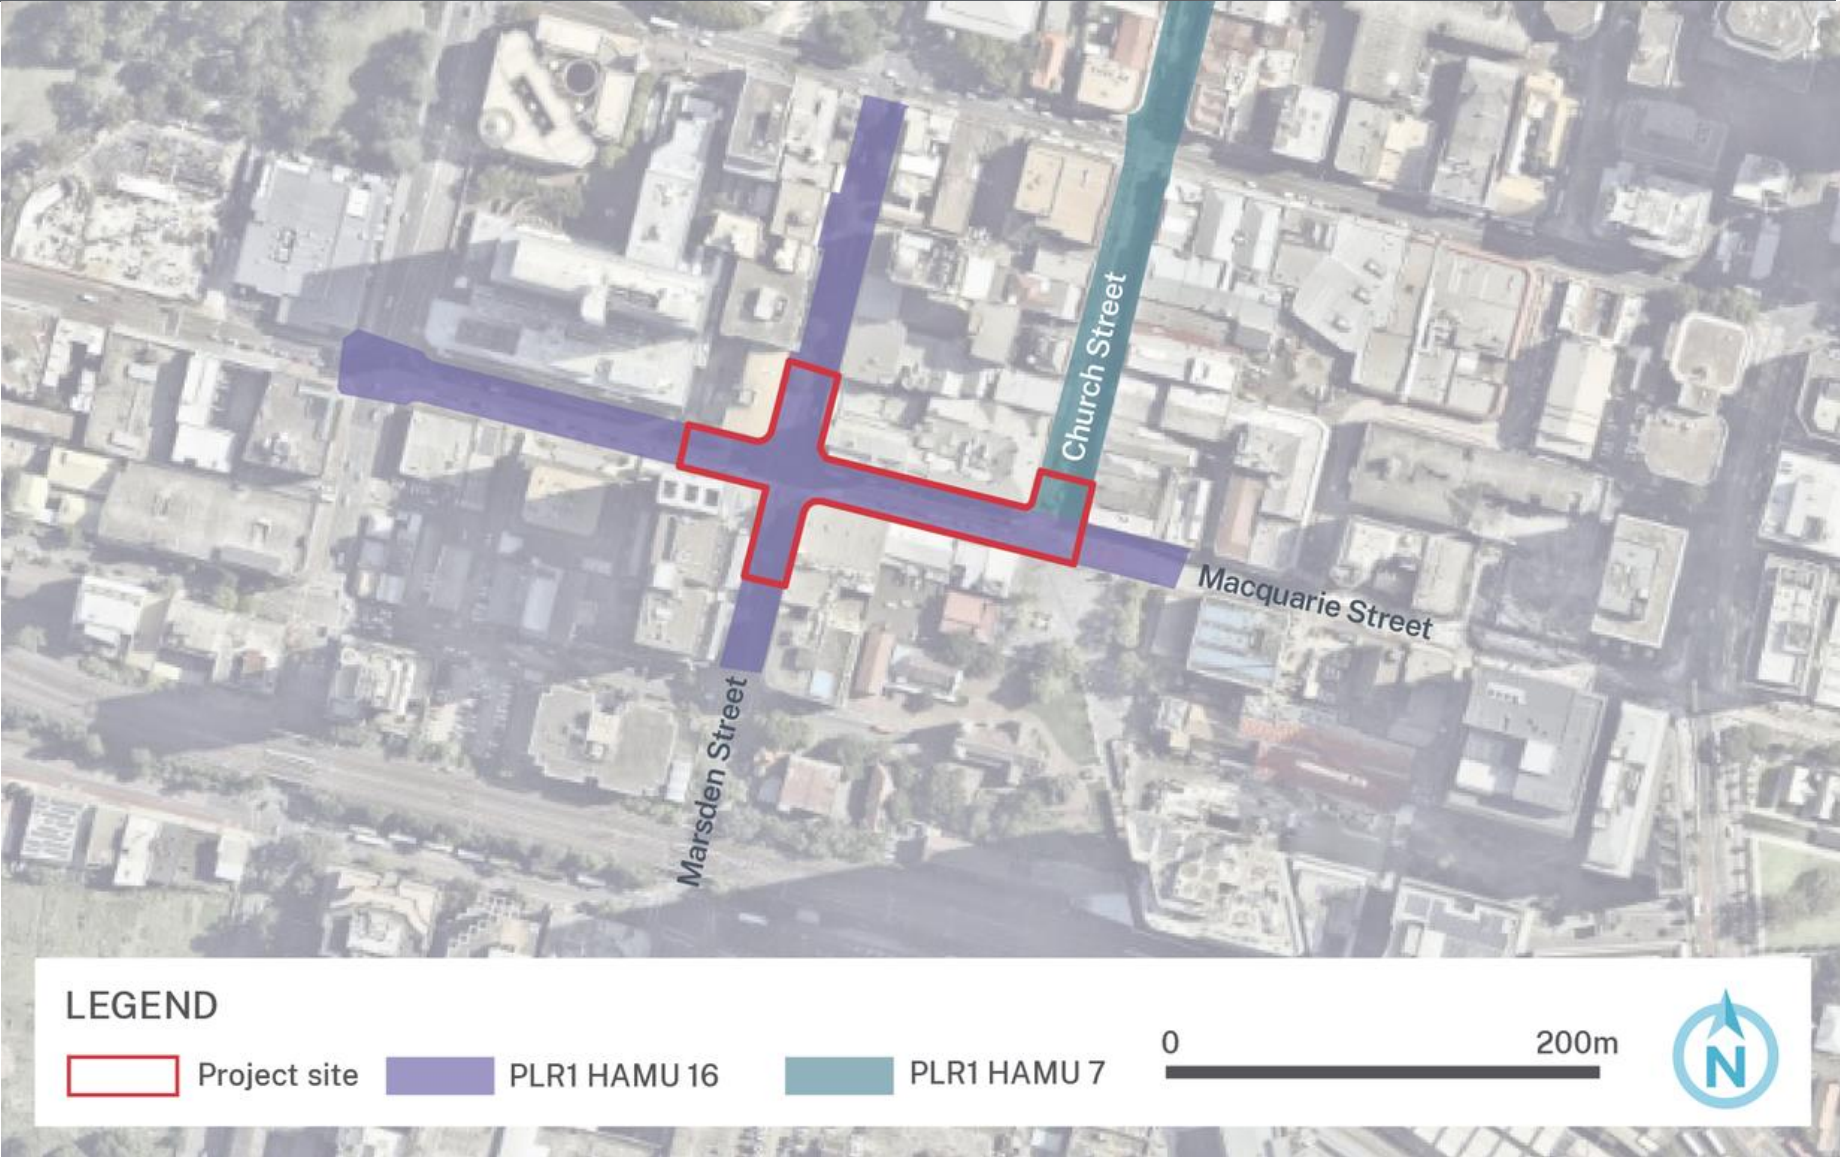 Church Street
Macquarie Street
Marsden Street
LEGEND
Project site
PLR1 HAMU 16
PLR1 HAMU 7
0
200m
N